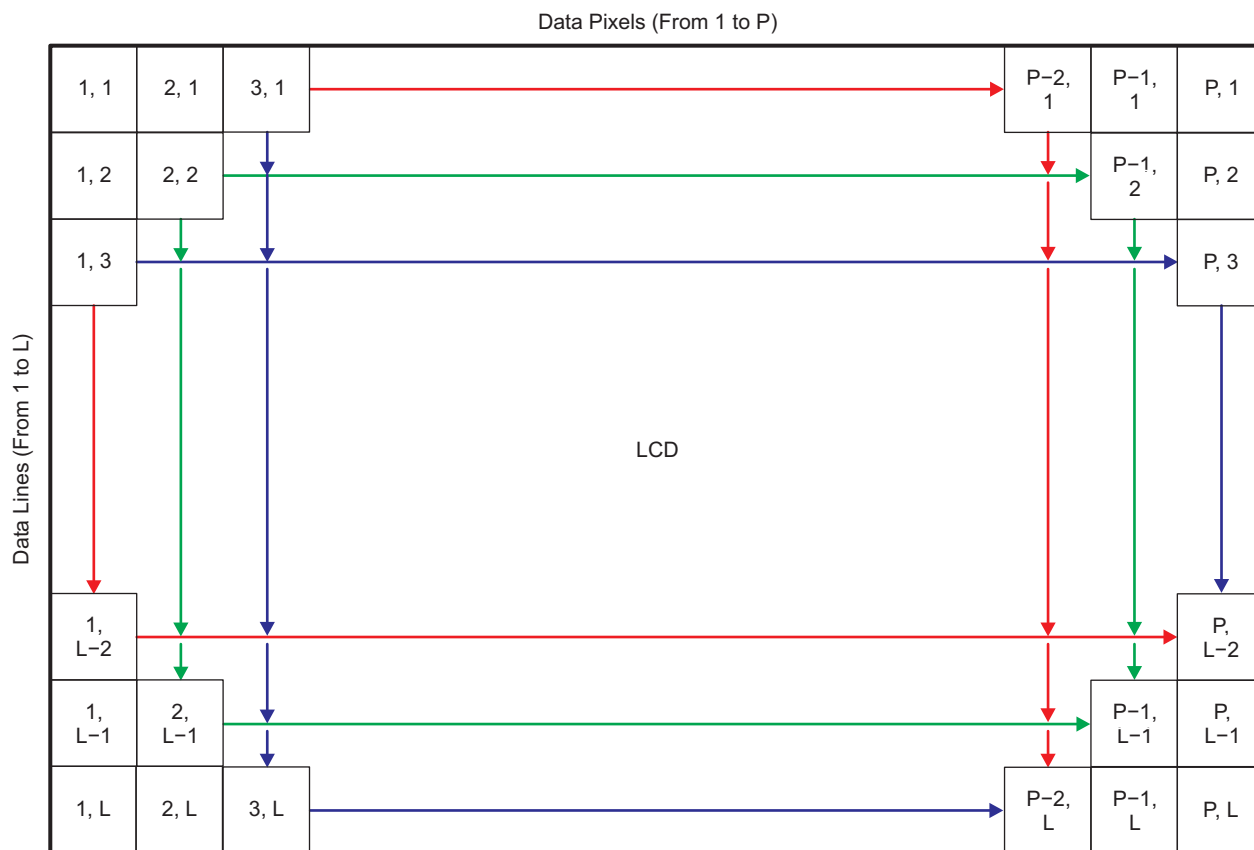 Data Pixels (From 1 to P)
1, 1
2, 1
3, 1
P−2,
1
P−1,
1
P, 1
1, 2
2, 2
P−1,
2
P, 2
1, 3
P, 3
Data Lines (From 1 to L)
LCD
1,
L−2
P,
L−2
1,
L−1
2,
L−1
P−1,
L−1
P,
L−1
1, L
2, L
3, L
P−2,
L
P−1,
L
P, L